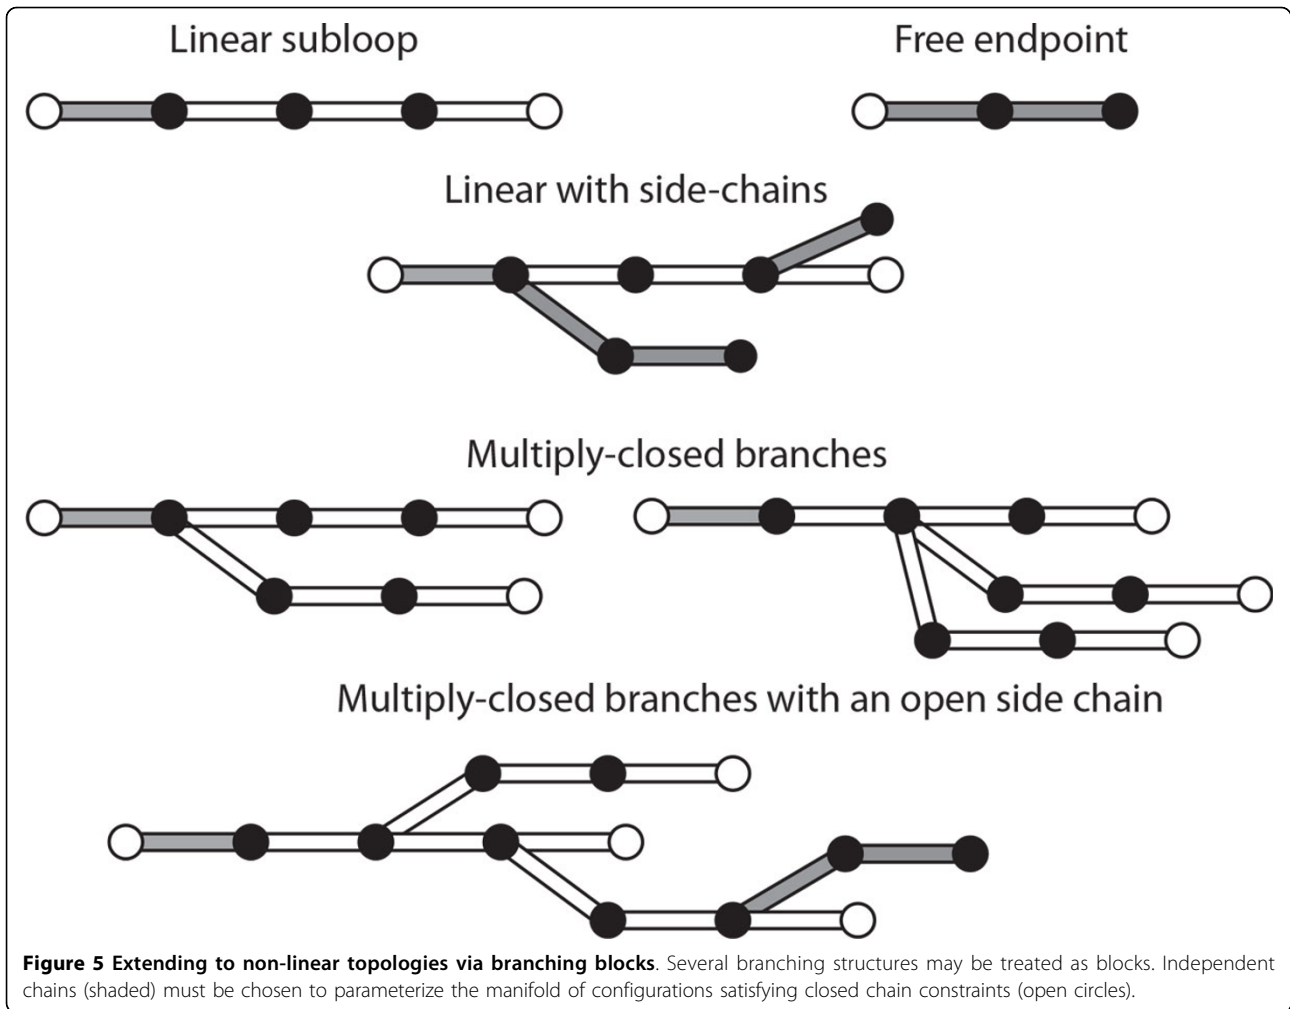 Linear subloop
Free endpoint
Linear with side-chains
Multiply-closed branches
Multiply-closed branches with an open side chain
Figure 5 Extending to non-linear topologies via branching blocks. Several branching structures may be treated as blocks. Independent
chains (shaded) must be chosen to parameterize the manifold of configurations satisfying closed chain constraints (open circles).